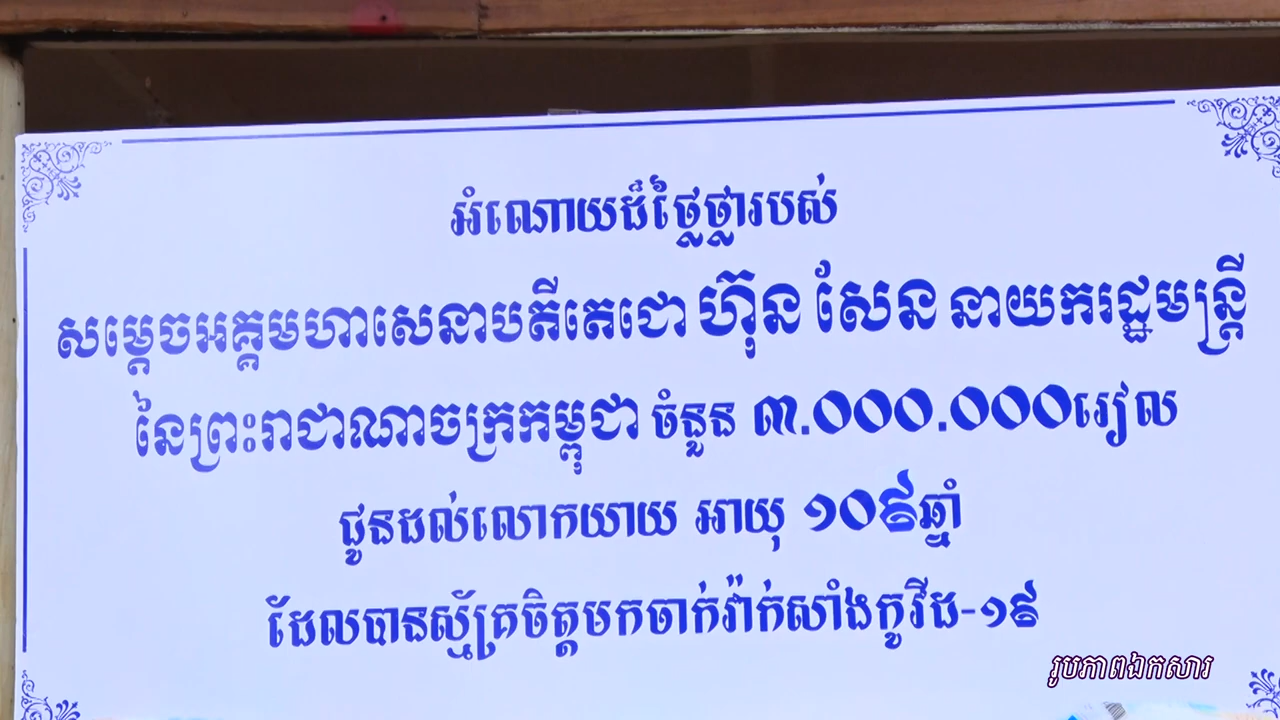 អំណោយដ៏ថ្លៃថ្លារបស់
សម្តេចអគ្គមហាសេនាបតីតេជោ ហ៊ុន សែន នាយករដ្ឋមន្ត្រី
នៃព្រះរាជាណាចក្រកម្ពុជា ចំនួន ៣.០០០.០០០រៀល
ជូនដល់លោកយាយ អាយុ ១០៩ឆ្នាំ
ដែលបានស្ម័គ្រចិត្តមកចាក់វ៉ាក់សាំងកូវីដ-១៩
រូបភាពឯកសារ